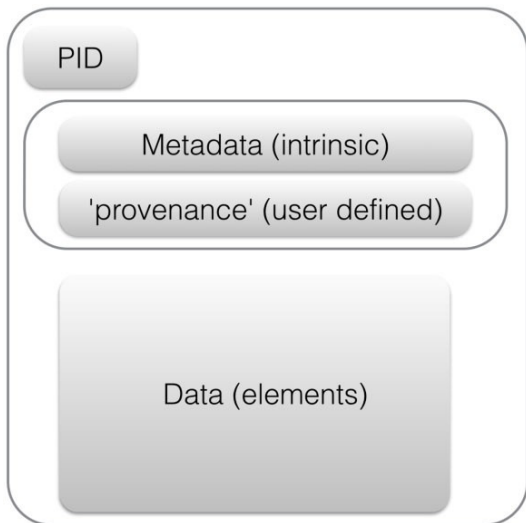 PID
Metadata (intrinsic)
'provenance' (user defined)
Data (elements)